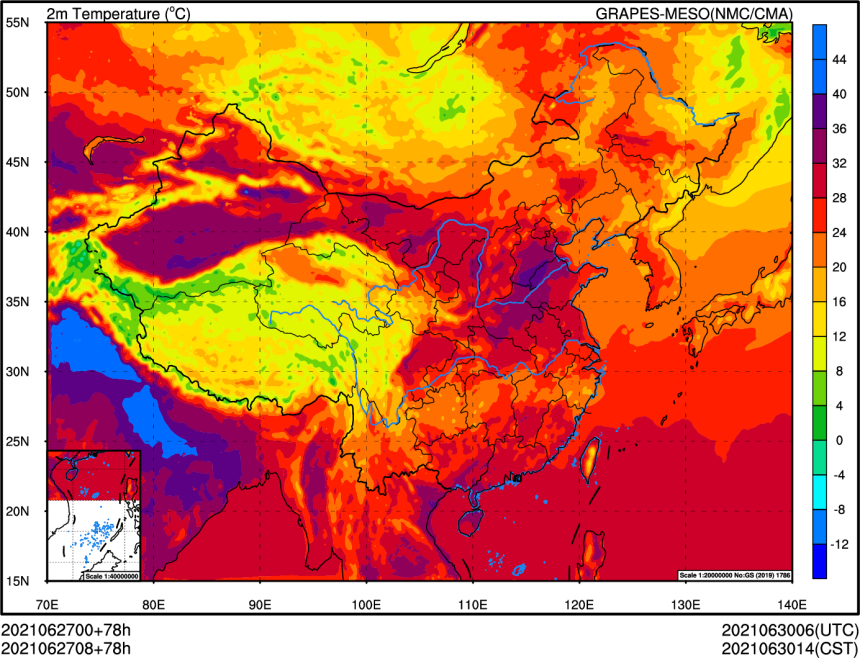 2m Temperature (°C) GRAPES-MESO(NMC/CMA)
55N
50N
45N
40N
35N
30N
25N
20N
15N
44
40
36
32
28
24
20
16
12
8
4
0
-4
-8
-12
Scale 1:40000000
Scale 1:20000000 No:GS (2019) 1786
70E 80E 90E 100E 110E 120E 130E 140E
2021062700+78h 2021063006(UTC)
2021062708+78h 2021063014(CST)